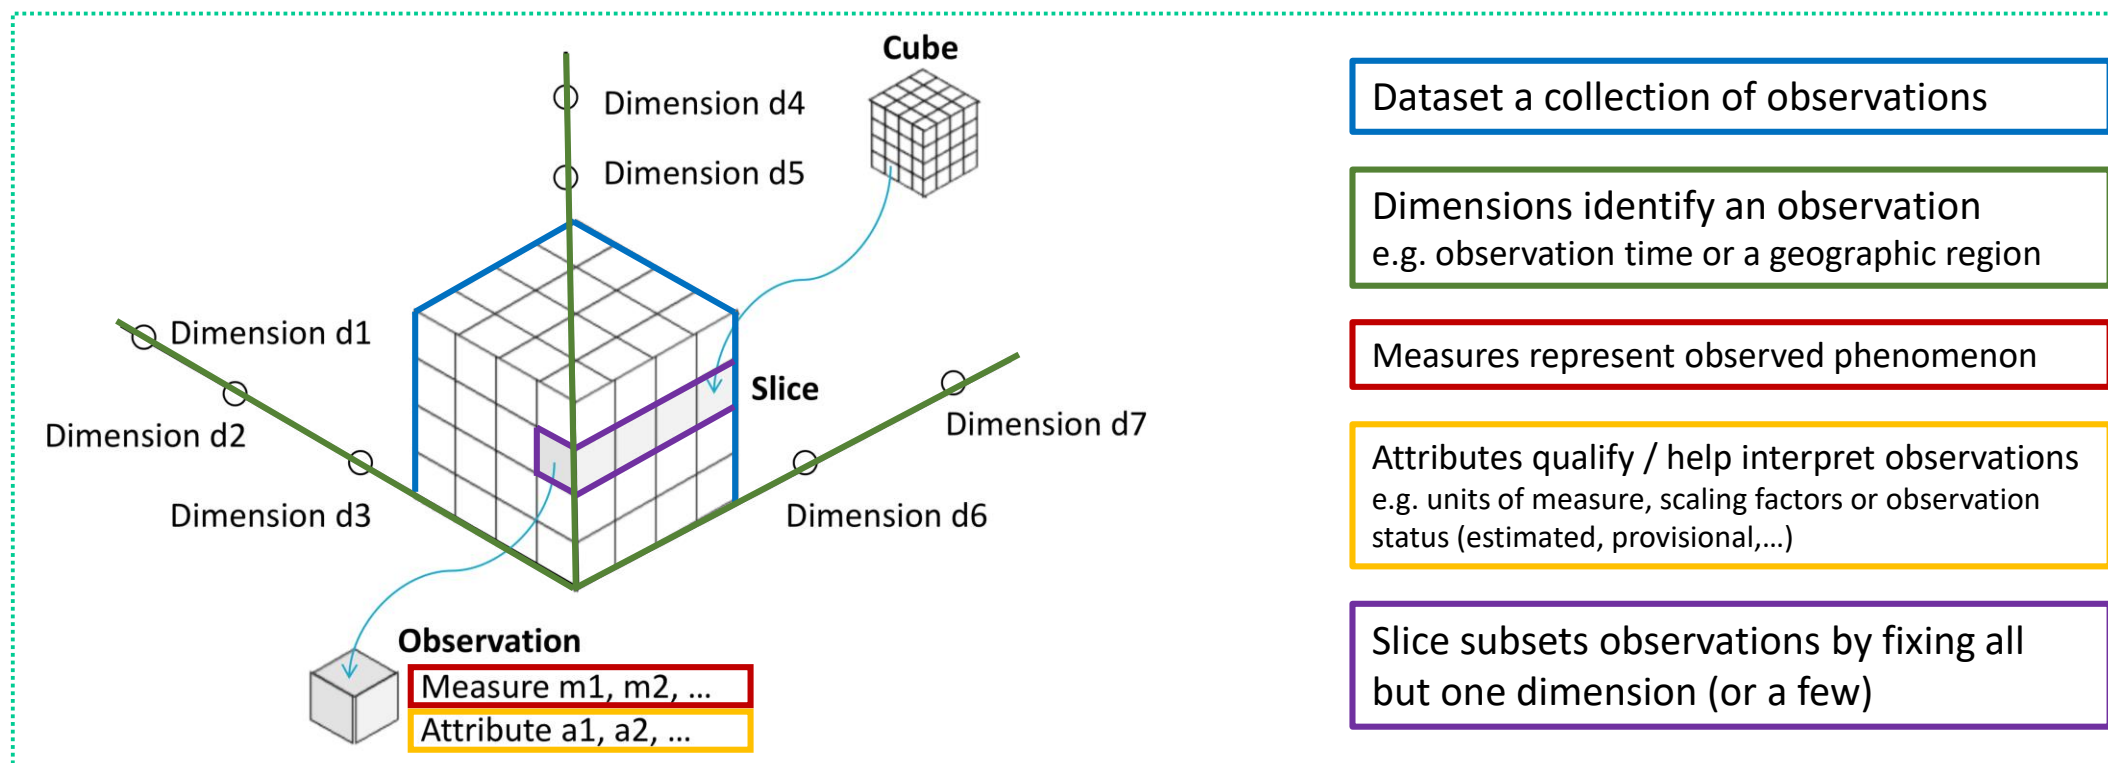 Cube
Dimension d4
Dimension d5
Dimension d1
Slice
Dimension d7
Dimension d2
Dimension d3
Dimension d6
Observation
Measure m1, m2, ...
Attribute a1, a2, ...
Dataset a collection of observations
Dimensions identify an observation
e.g. observation time or a geographic region
Measures represent observed phenomenon
Attributes qualify / help interpret observations
e.g. units of measure, scaling factors or observation
status (estimated, provisional,...)
Slice subsets observations by fixing all
but one dimension (or a few)